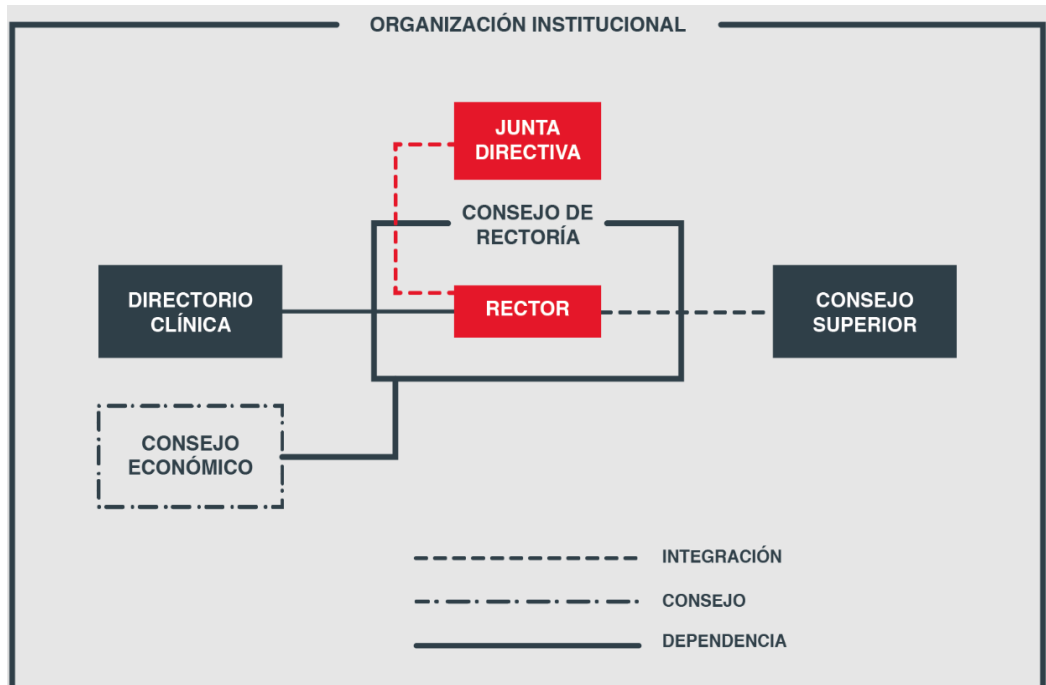 ORGANIZACIÓN INSTITUCIONAL
JUNTA
DIRECTIVA
CONSEJO DE
RECTORÍA
DIRECTORIO
CLÍNICA
RECTOR
CONSEJO
SUPERIOR
CONSEJO
ECONÓMICO
INTEGRACIÓN
CONSEJO
DEPENDENCIA